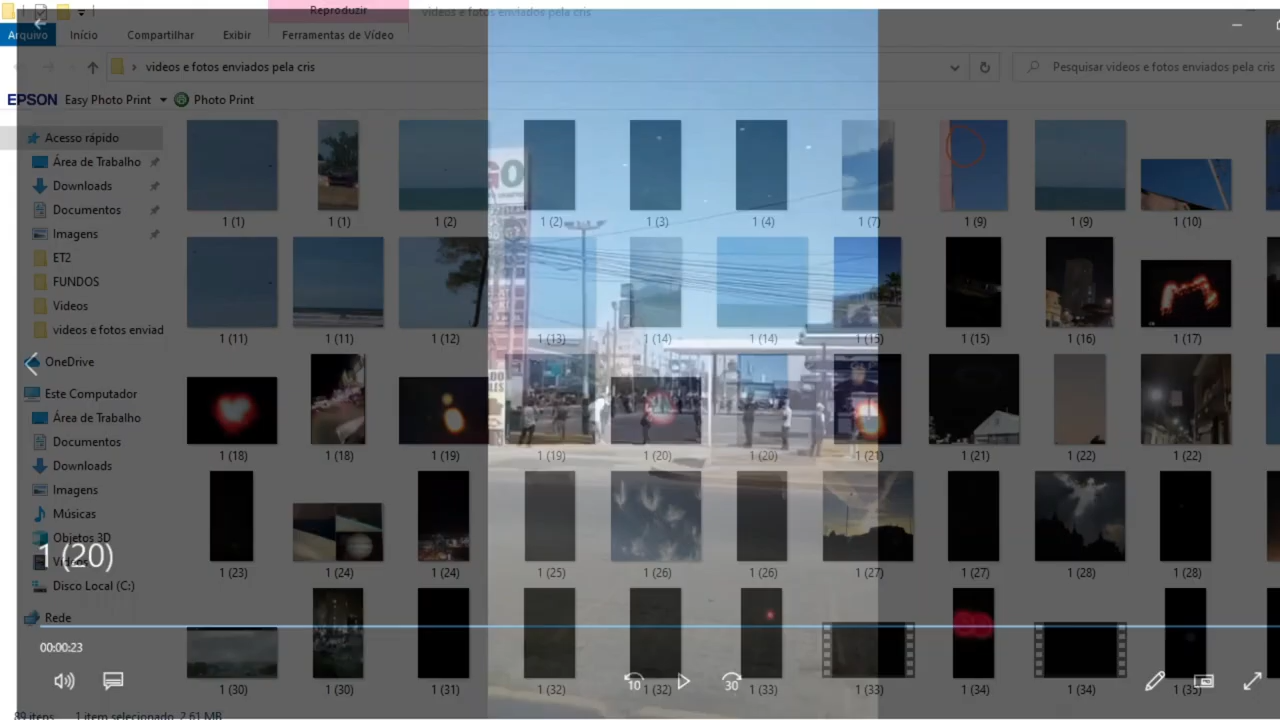 Reproduzir
videos e fotos enviados pela cris
Arquivo Início Compartilhar Exibir Ferramentas de Vídeo
videos e fotos enviados pela cris
Pesquisar videos e fotos enviados pela cris
EPSON Easy Photo Print Photo Print
Acesso rápido
Área de Trabalho
Downloads
Documentos
Imagens
ET2
FUNDOS
Videos
videos e fotos enviad
OneDrive
Este Computador
Área de Trabalho
Downloads
Documentos
Imagens
Músicas
Objetos 3D
Disco Local (C:)
Rede
GO
1 (1) 1 (1) 1 (2) 1 (2) 1 (3) 1 (4) 1 (7) 1 (9) 1 (9) 1 (10)
1 (11) 1 (11) 1 (12) 1 (13) 1 (14) 1 (14) 1 (15) 1 (15) 1 (16) 1 (17)
1 (18) 1 (18) 1 (19) 1 (19) 1 (20) 1 (20) 1 (21) 1 (21) 1 (22) 1 (22)
1 (23) 1 (24) 1 (24) 1 (25) 1 (26) 1 (26) 1 (27) 1 (27) 1 (28) 1 (28)
1 (30) 1 (30) 1 (31) 1 (32) 1 (32) 1 (33) 1 (33) 1 (34) 1 (34) 1 (35)
1 (20)
00:00:23
10 30
89 itens 1 item selecionado 2,61 MB